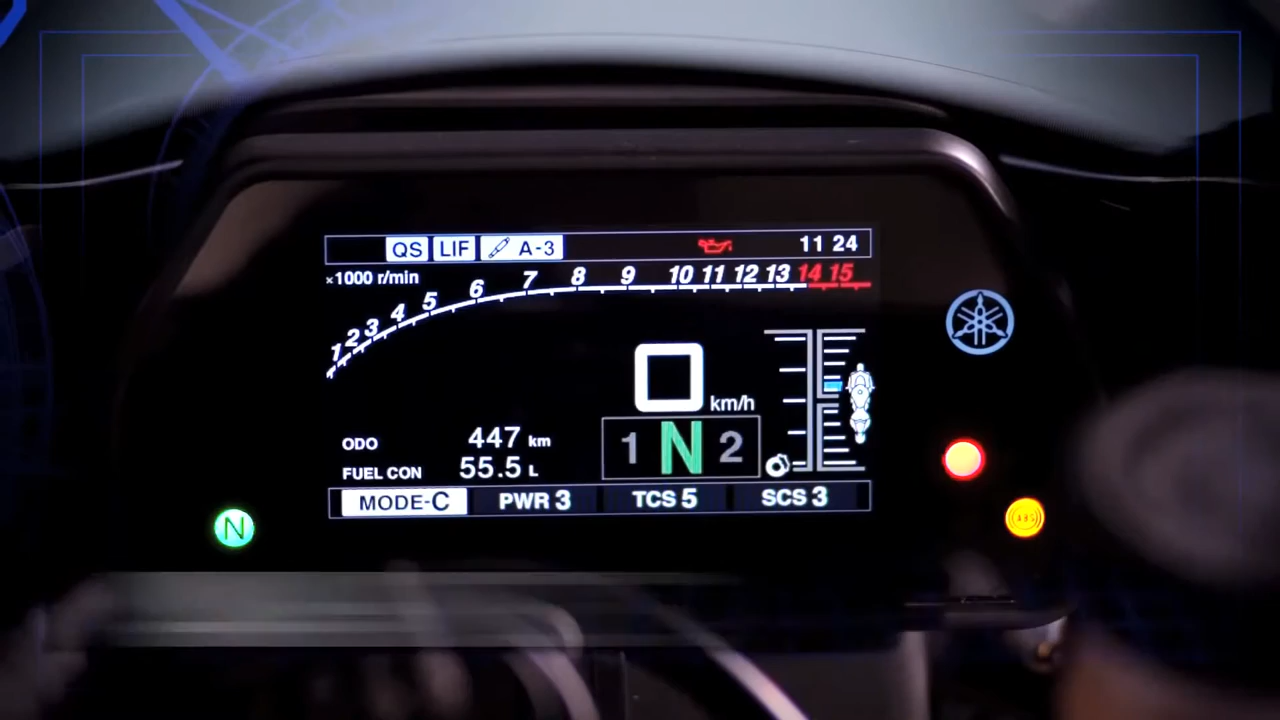 QS LIF A-3 11 24
×1000 r/min
1 2 3 4 5 6 7 8 9 10 11 12 13 14 15
0 km/h
ODO 447 km
1 N 2
FUEL CON 55.5 L
MODE-C PWR 3 TCS 5 SCS 3
N
ABS